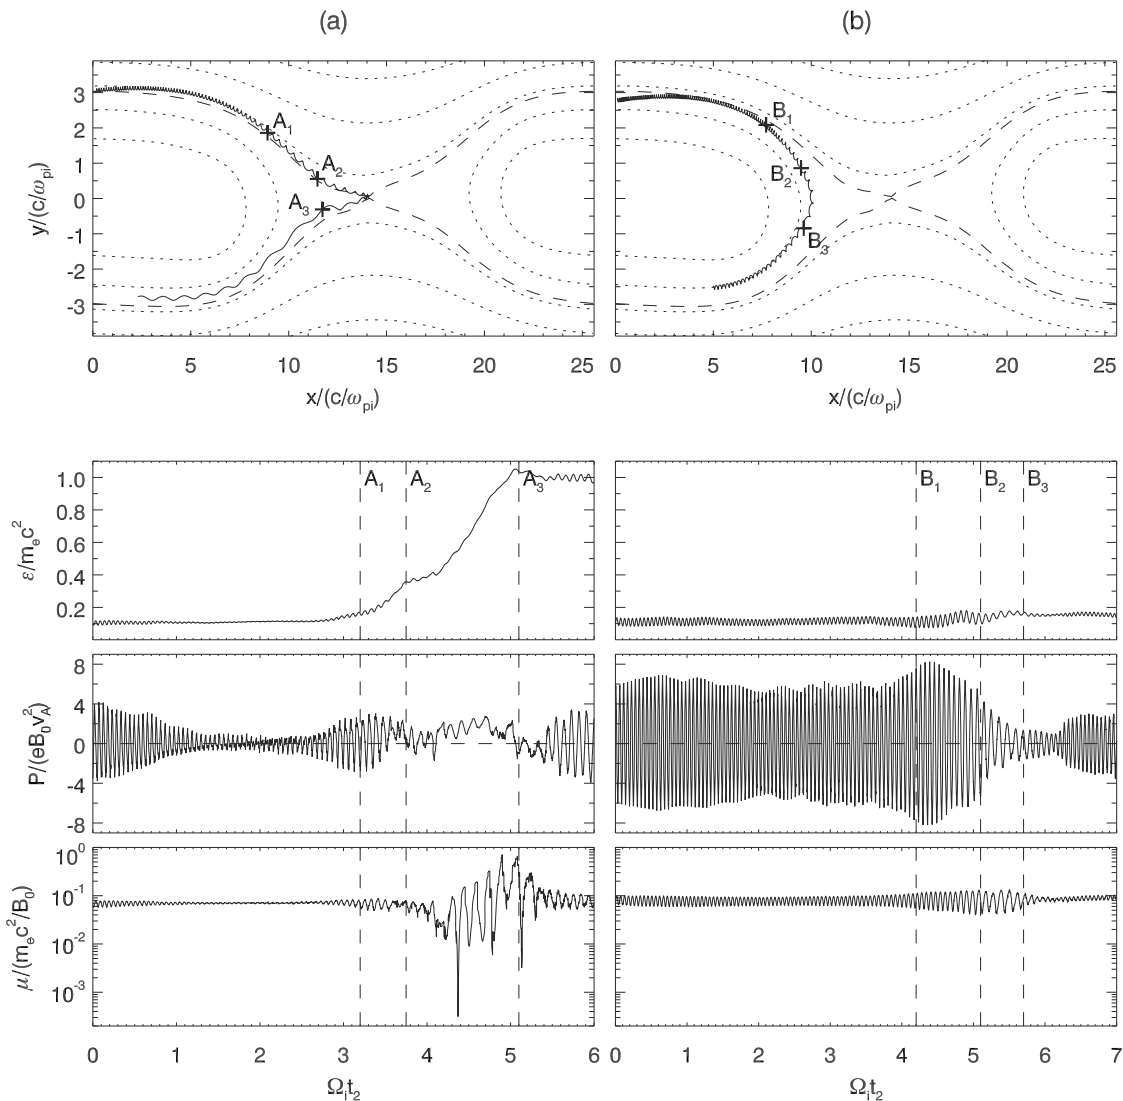 (a) (b)
3 A₁ B₁
2
1 A₂ B₂
0
-1 A₃ B₃
-2
-3
y/(c/ωpi)
0 5 10 15 20 25 0 5 10 15 20 25
x/(c/ωpi) x/(c/ωpi)
1.0 A₁ A₂ A₃ B₁ B₂ B₃
0.8
0.6
0.4
0.2
ε/mₑc²
8
4
0
-4
-8
P/(eB₀v²A)
10⁰
10⁻¹
10⁻²
10⁻³
μ/(mₑc²/B₀)
0 1 2 3 4 5 6 0 1 2 3 4 5 6 7
Ωᵢt₂ Ωᵢt₂